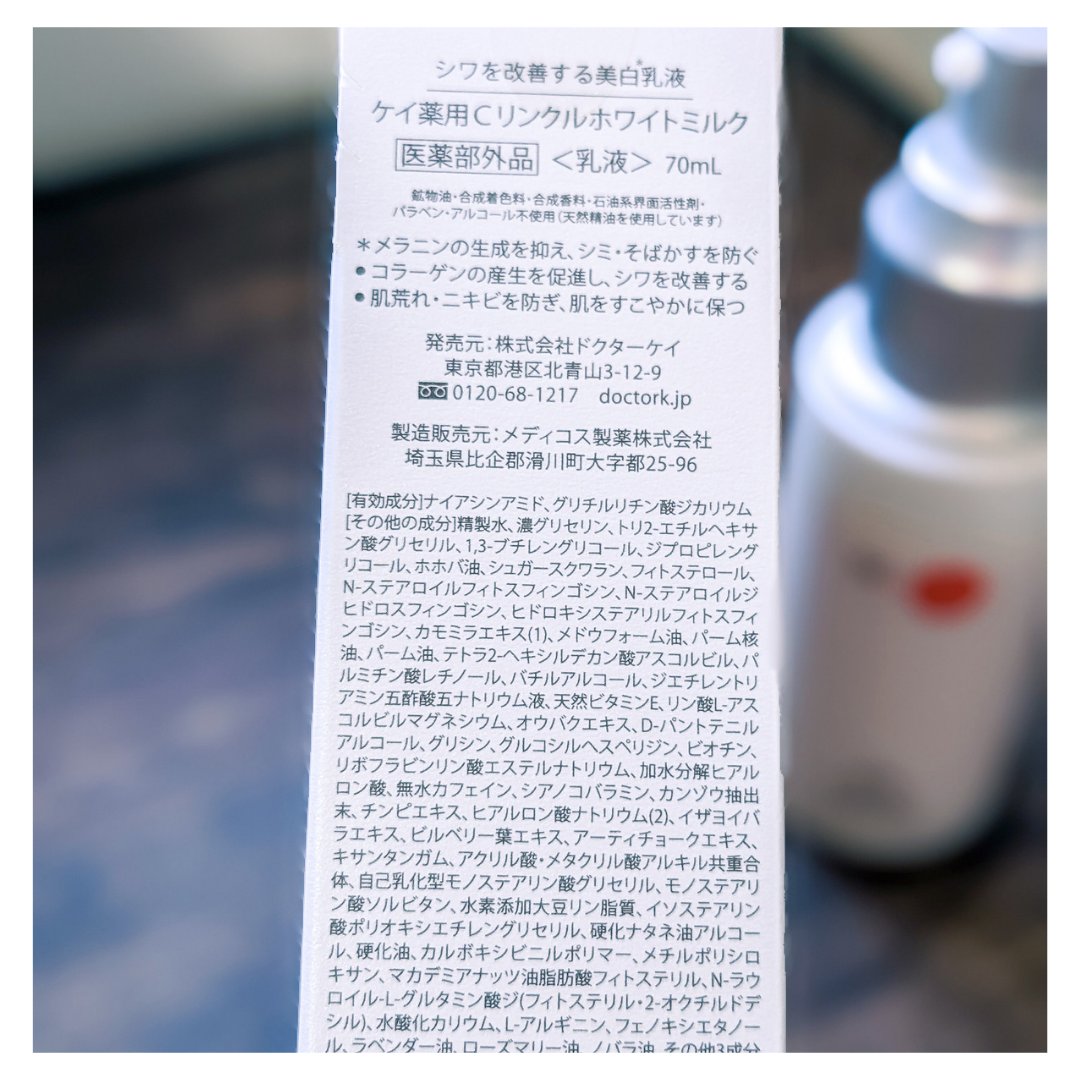 シワを改善する美白*乳液
ケイ薬用Cリンクルホワイトミルク
医薬部外品 ＜乳液＞ 70mL
鉱物油・合成着色料・合成香料・石油系界面活性剤・
パラベン・アルコール不使用（天然精油を使用しています）
＊メラニンの生成を抑え、シミ・そばかすを防ぐ
●コラーゲンの産生を促進し、シワを改善する
●肌荒れ・ニキビを防ぎ、肌をすこやかに保つ
発売元：株式会社ドクターケイ
東京都港区北青山3-12-9
0120-68-1217 doctork.jp
製造販売元：メディコス製薬株式会社
埼玉県比企郡滑川町大字都25-96
[有効成分]ナイアシンアミド、グリチルリチン酸ジカリウム
[その他の成分]精製水、濃グリセリン、トリ2-エチルヘキサ
ン酸グリセリル、1,3-ブチレングリコール、ジプロピレング
リコール、ホホバ油、シュガースクワラン、フィトステロール、
N-ステアロイルフィトスフィンゴシン、N-ステアロイルジ
ヒドロスフィンゴシン、ヒドロキシステアリルフィトスフィ
ンゴシン、カモミラエキス(1)、メドウフォーム油、パーム核
油、パーム油、テトラ2-ヘキシルデカン酸アスコルビル、パ
ルミチン酸レチノール、バチルアルコール、ジエチレントリ
アミン五酢酸五ナトリウム液、天然ビタミンE、リン酸L-アス
コルビルマグネシウム、オウバクエキス、D-パントテニル
アルコール、グリシン、グルコシルヘスペリジン、ビオチン、
リボフラビンリン酸エステルナトリウム、加水分解ヒアル
ロン酸、無水カフェイン、シアノコバラミン、カンゾウ抽出
末、チンピエキス、ヒアルロン酸ナトリウム(2)、イザヨイバ
ラエキス、ビルベリー葉エキス、アーティチョークエキス、
キサンタンガム、アクリル酸・メタクリル酸アルキル共重合
体、自己乳化型モノステアリン酸グリセリル、モノステアリ
ン酸ソルビタン、水素添加大豆リン脂質、イソステアリン
酸ポリオキシエチレングリセリル、硬化ナタネ油アルコー
ル、硬化油、カルボキシビニルポリマー、メチルポリシロ
キサン、マカデミアナッツ油脂肪酸フィトステリル、N-ラウ
ロイル-L-グルタミン酸ジ(フィトステリル・2-オクチルドデ
シル)、水酸化カリウム、L-アルギニン、フェノキシエタノー
ル、ラベンダー油、ローズマリー油、ノバラ油、その他3成分